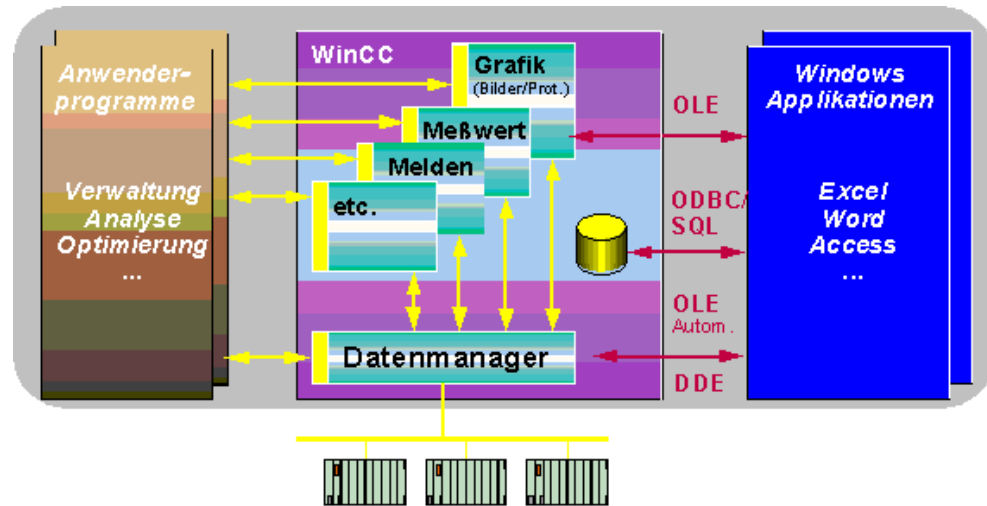 Anwender-
programme
Verwaltung
Analyse
Optimierung
...
WinCC
Grafik
(Bilder/Prot.)
Meßwert
Melden
etc.
Datenmanager
OLE
ODBC/
SQL
OLE
Autom.
DDE
Windows
Applikationen
Excel
Word
Access
...